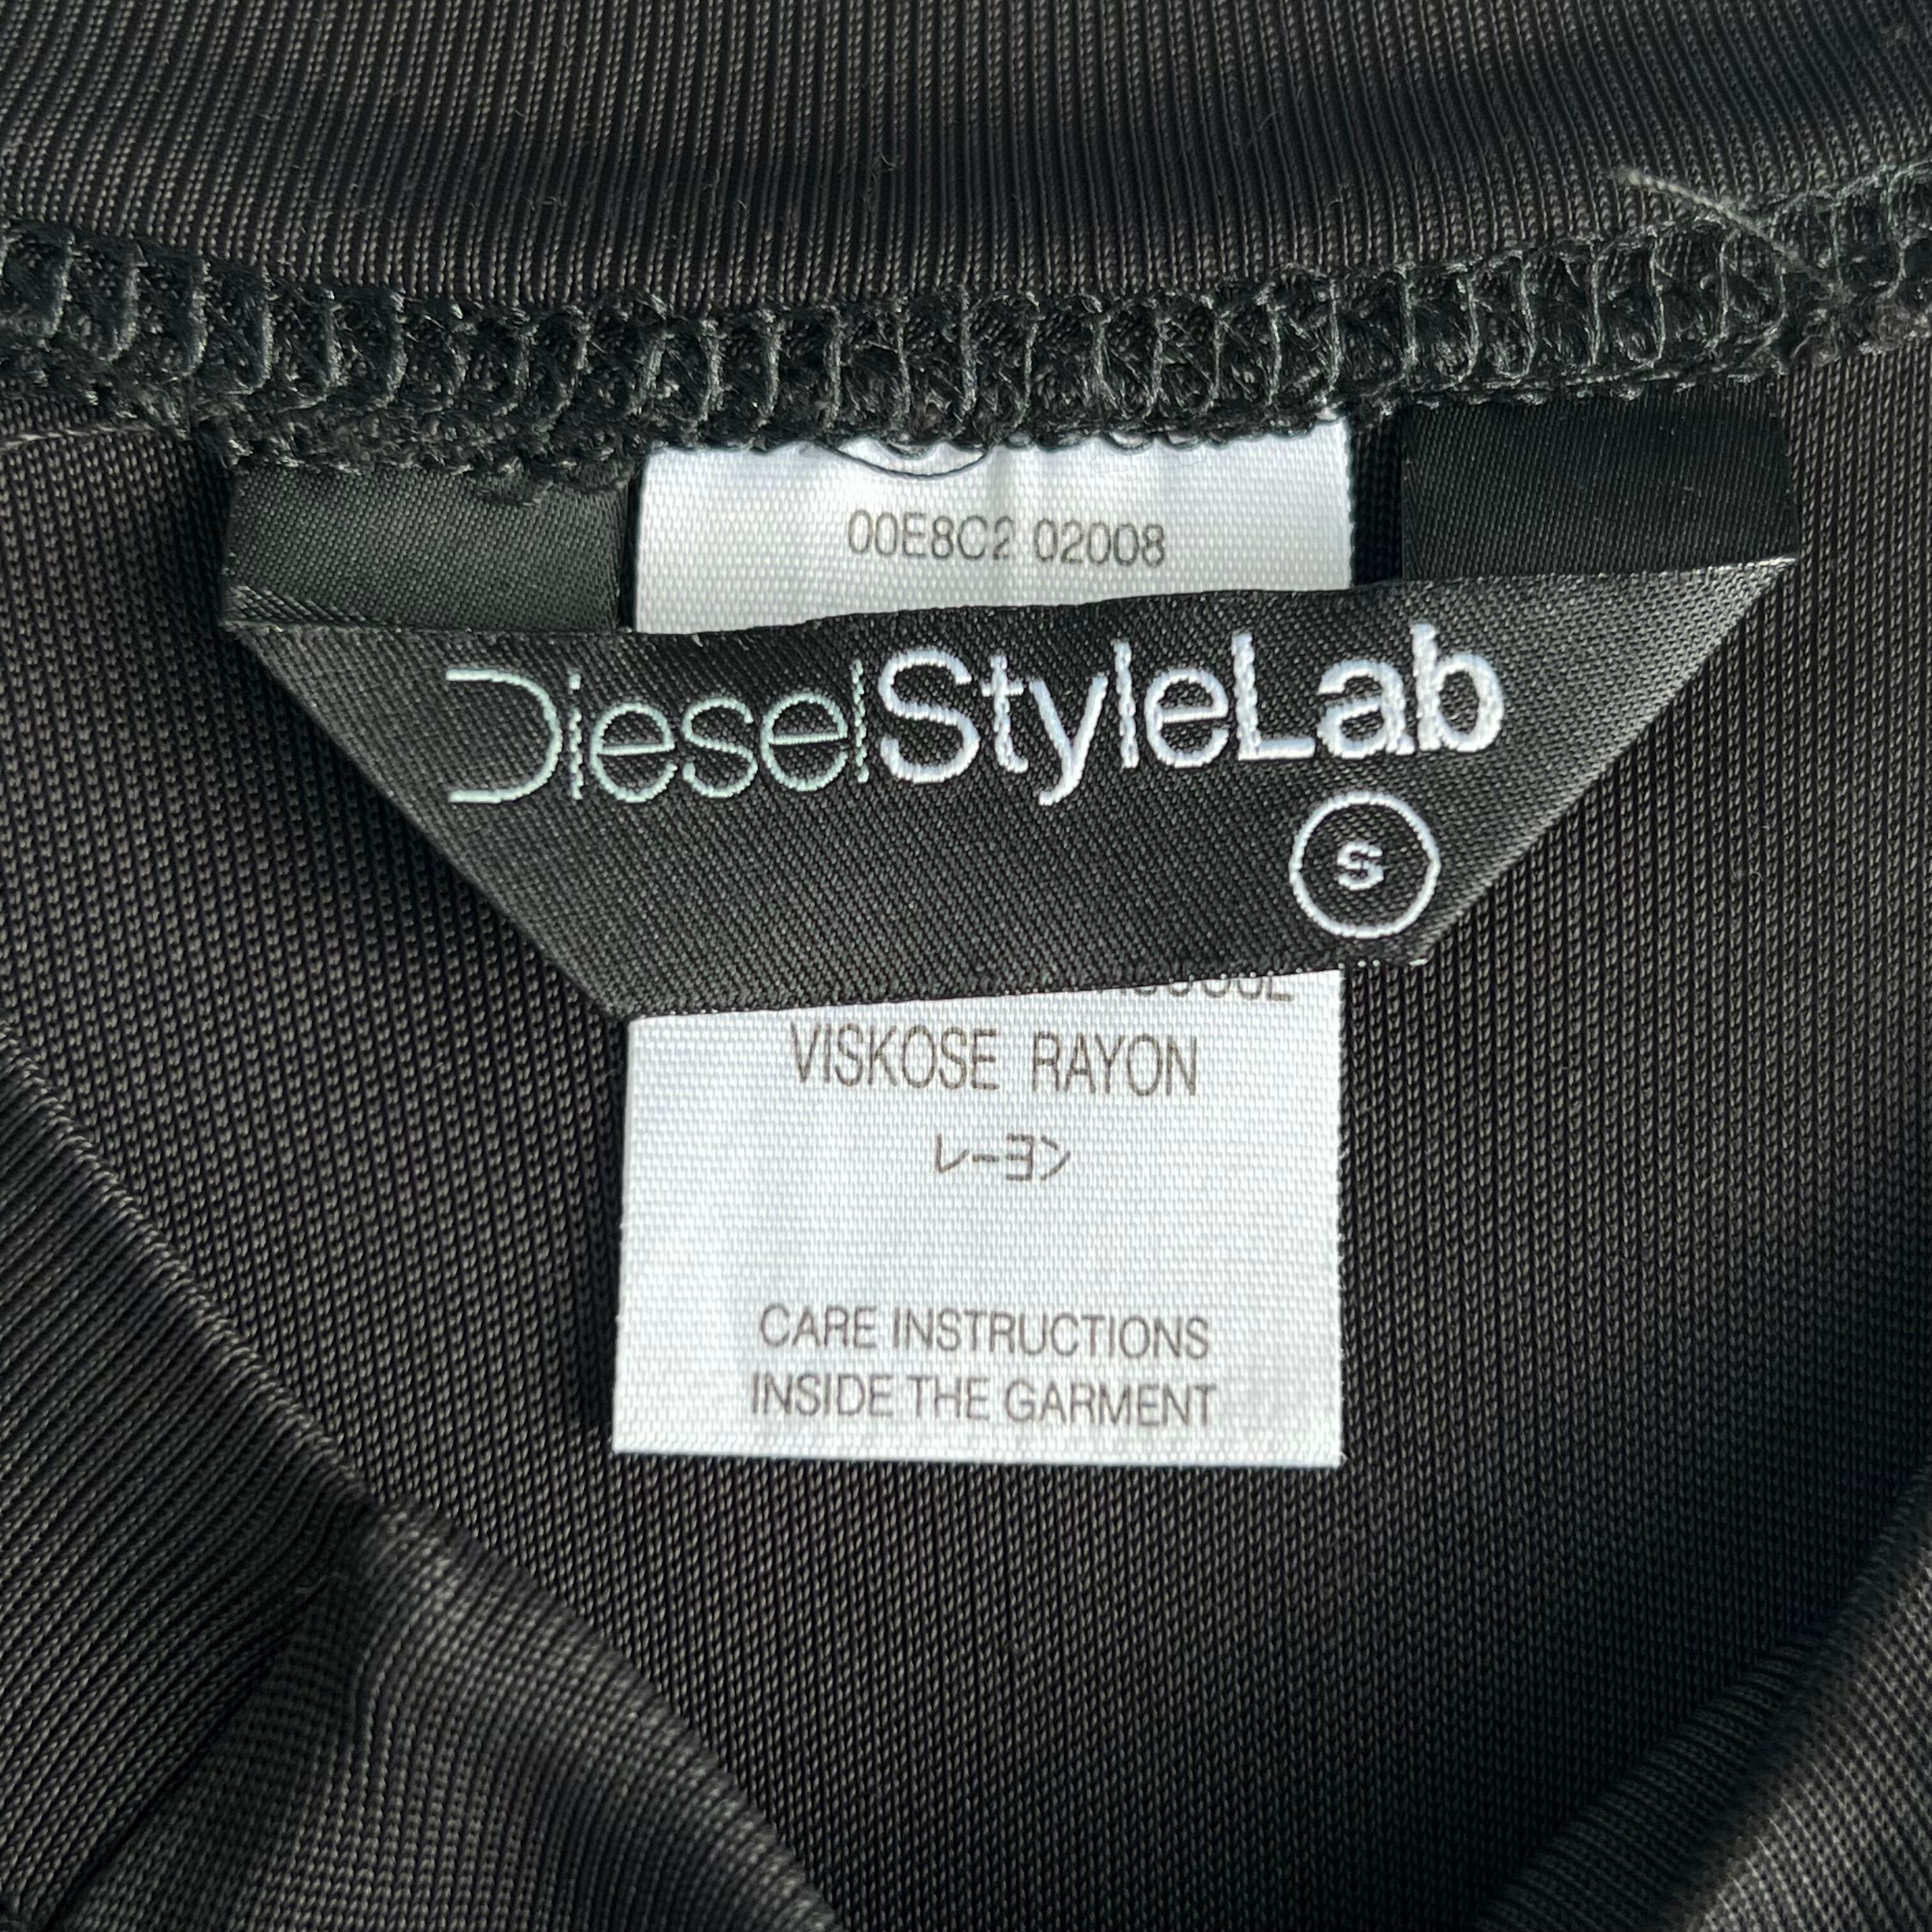 00E8C2 02008
DieselStyleLab
S
VISKOSE RAYON
レーヨン
CARE INSTRUCTIONS
INSIDE THE GARMENT